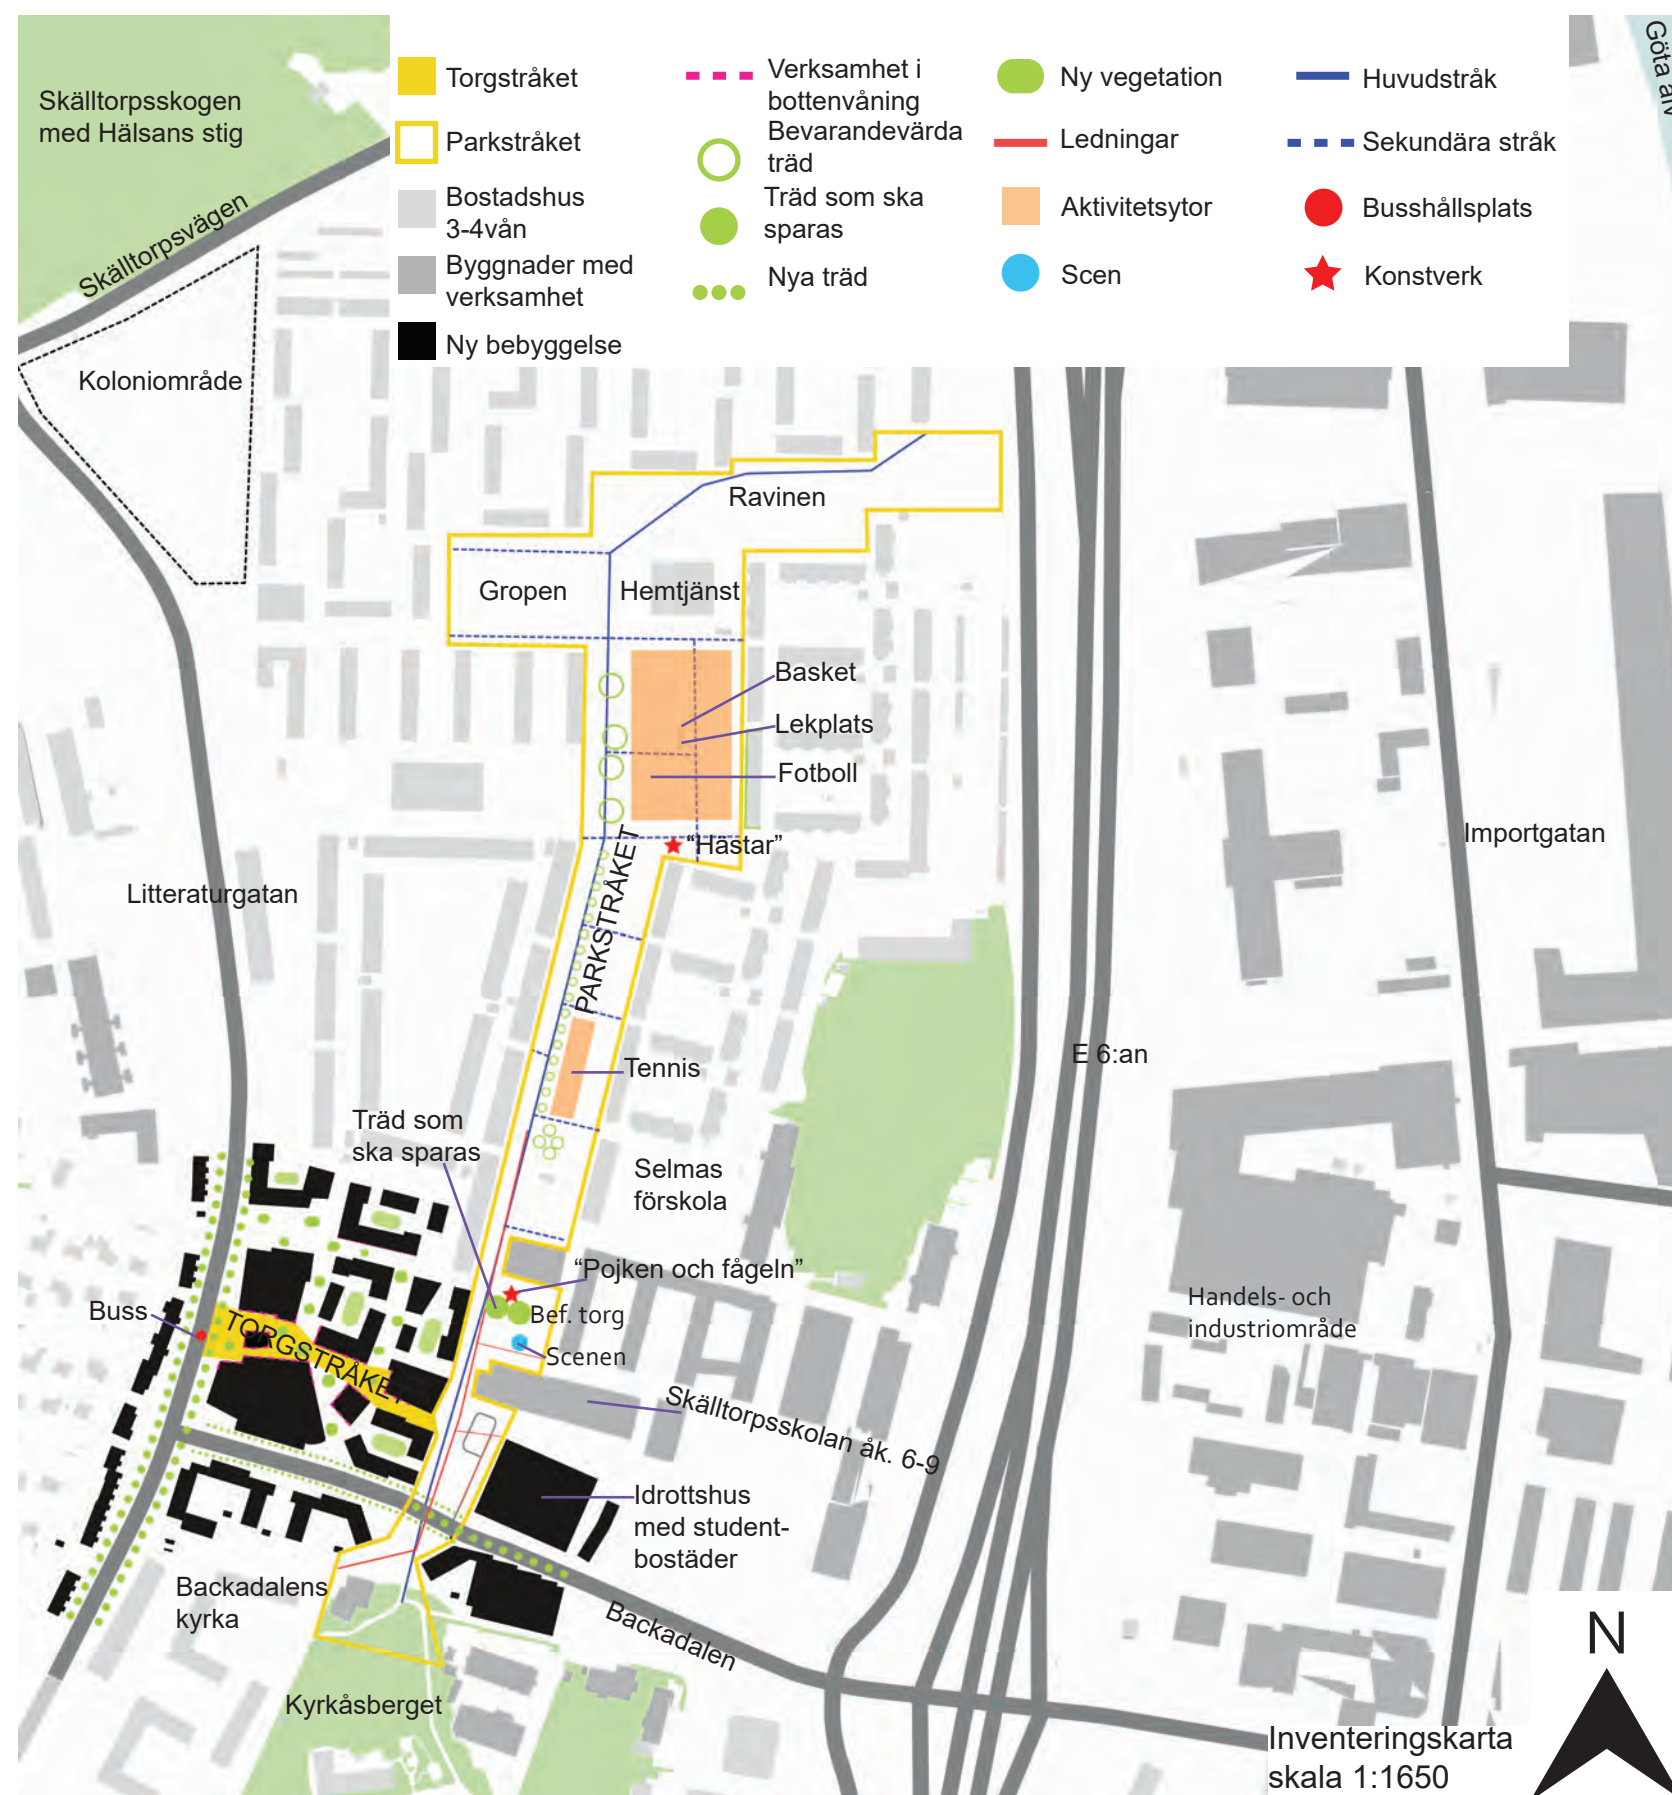 Torgstråket
Parkstråket
Bostadshus
3-4vån
Byggnader med
verksamhet
Ny bebyggelse
Verksamhet i
bottenvåning
Bevarandevärda
träd
Träd som ska
sparas
Nya träd
Ny vegetation
Ledningar
Aktivitetsytor
Scen
Huvudstråk
Sekundära stråk
Busshållsplats
Konstverk
Göta älv
Skälltorpsskogen
med Hälsans stig
Skälltorpsvägen
Koloniområde
Ravinen
Gropen
Hemtjänst
Basket
Lekplats
Fotboll
“Hästar”
PARKSTRÅKET
Importgatan
Litteraturgatan
E 6:an
Tennis
Träd som
ska sparas
Selmas
förskola
“Pojken och fågeln”
Bef. torg
Scenen
Buss
TORGSTRÅKET
Handels- och
industriområde
Skälltorpsskolan åk. 6-9
Idrottshus
med student-
bostäder
Backadalens
kyrka
Backadalen
Kyrkåsberget
N
Inventeringskarta
skala 1:1650